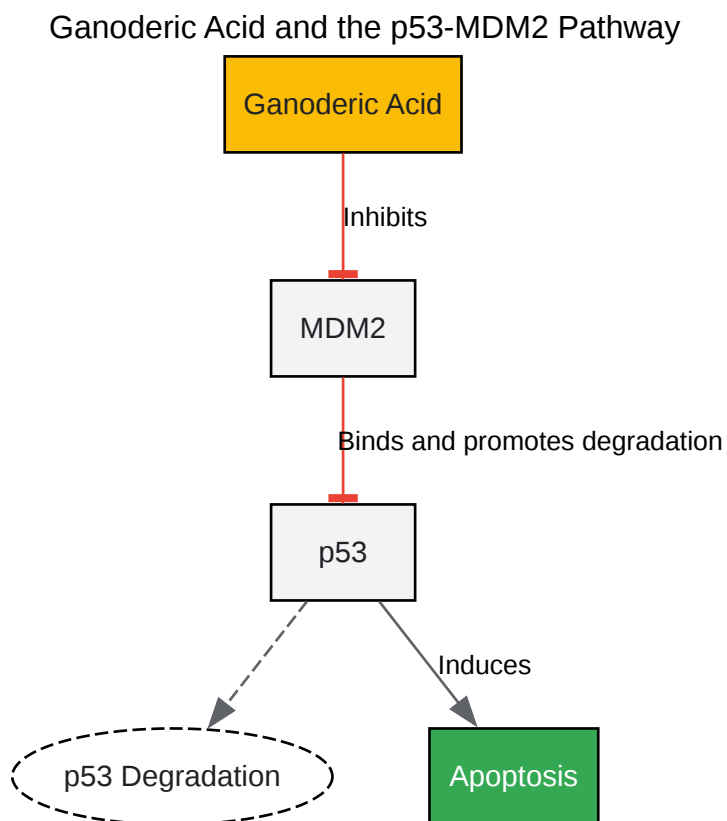 Ganoderic Acid and the p53-MDM2 Pathway
Ganoderic Acid
Inhibits
MDM2
Binds and promotes degradation
p53
Induces
p53 Degradation
Apoptosis